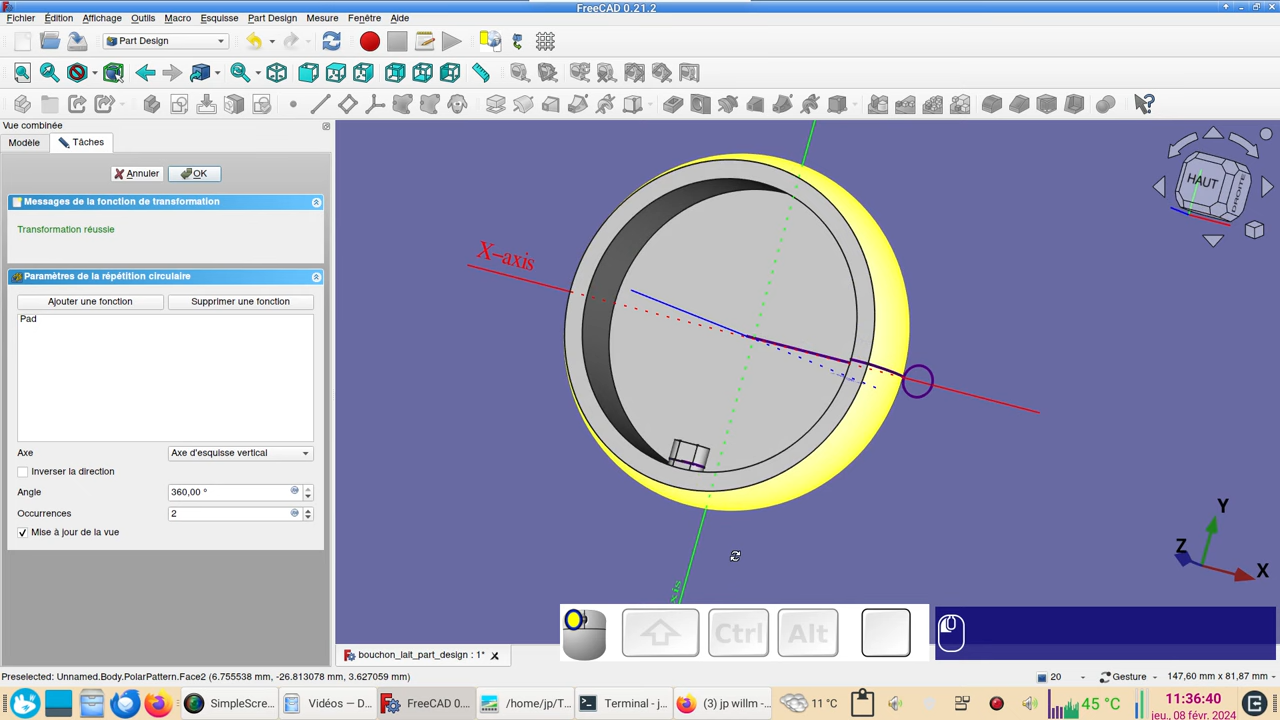 FreeCAD 0.21.2
Fichier Édition Affichage Outils Macro Esquisse Part Design Mesure Fenêtre Aide
Part Design
Vue combinée
Modèle Tâches
Annuler OK
Messages de la fonction de transformation
Transformation réussie
Paramètres de la répétition circulaire
Ajouter une fonction Supprimer une fonction
Pad
Axe Axe d'esquisse vertical
Inverser la direction
Angle 360,00 °
Occurrences 2
Mise à jour de la vue
X-axis
HAUT
DROITE
Y
Z
X
Ctrl Alt
bouchon_lait_part_design : 1*
Preselected: Unnamed.Body.PolarPattern.Face2 (6.755538 mm, -26.813078 mm, 3.627059 mm)
20 Gesture 147,60 mm x 81,87 mm
SimpleScre... Vidéos — D... FreeCAD 0.... /home/jp/T... Terminal - j... (3) jp willm -... 11 °C 45 °C
11:36:40
jeu., 08 févr. 2024